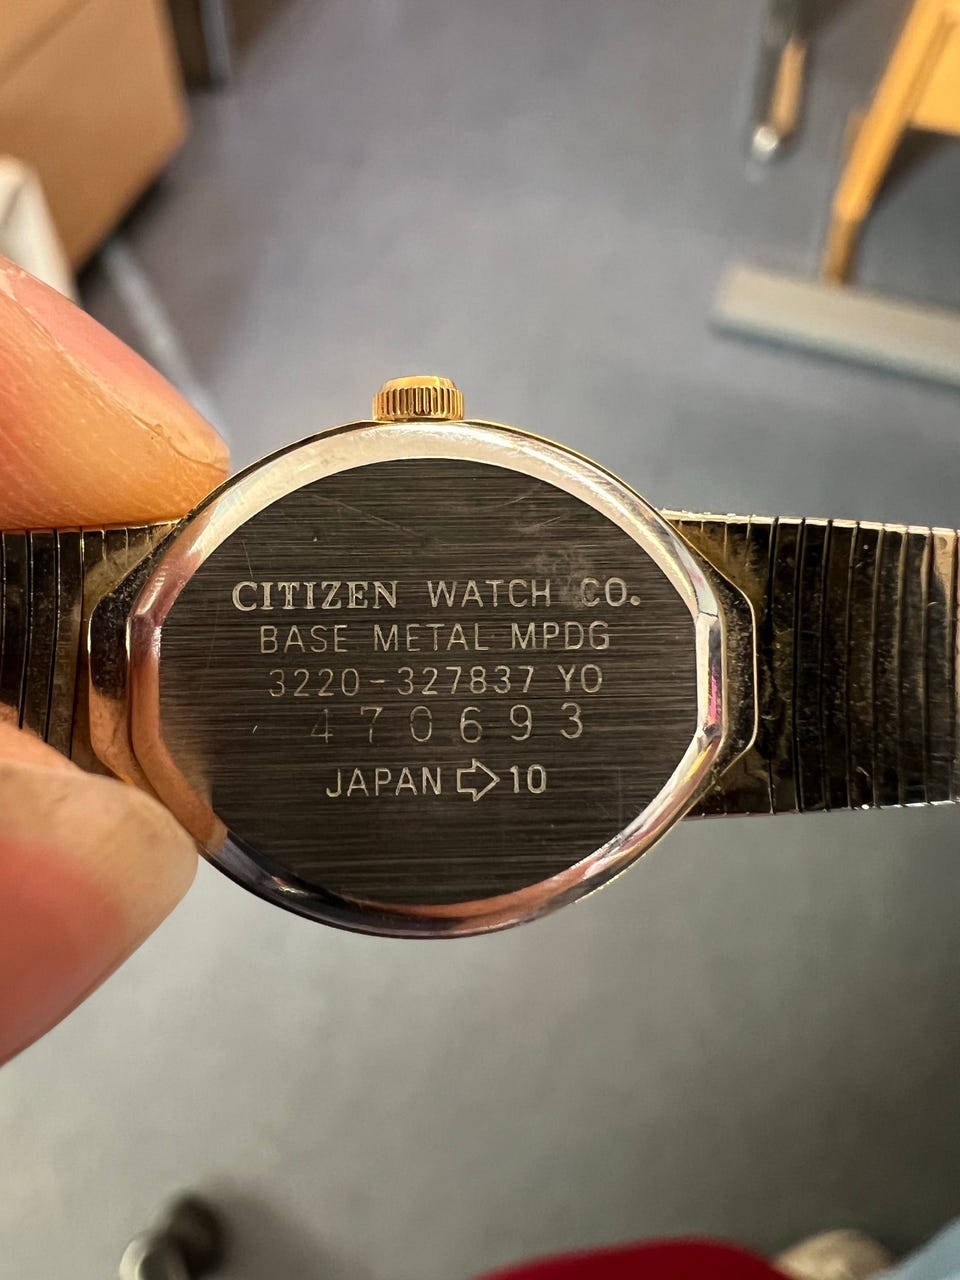 CITIZEN WATCH CO.
BASE METAL MPDG
3220-327837 YO
470693
JAPAN ⇨ 10